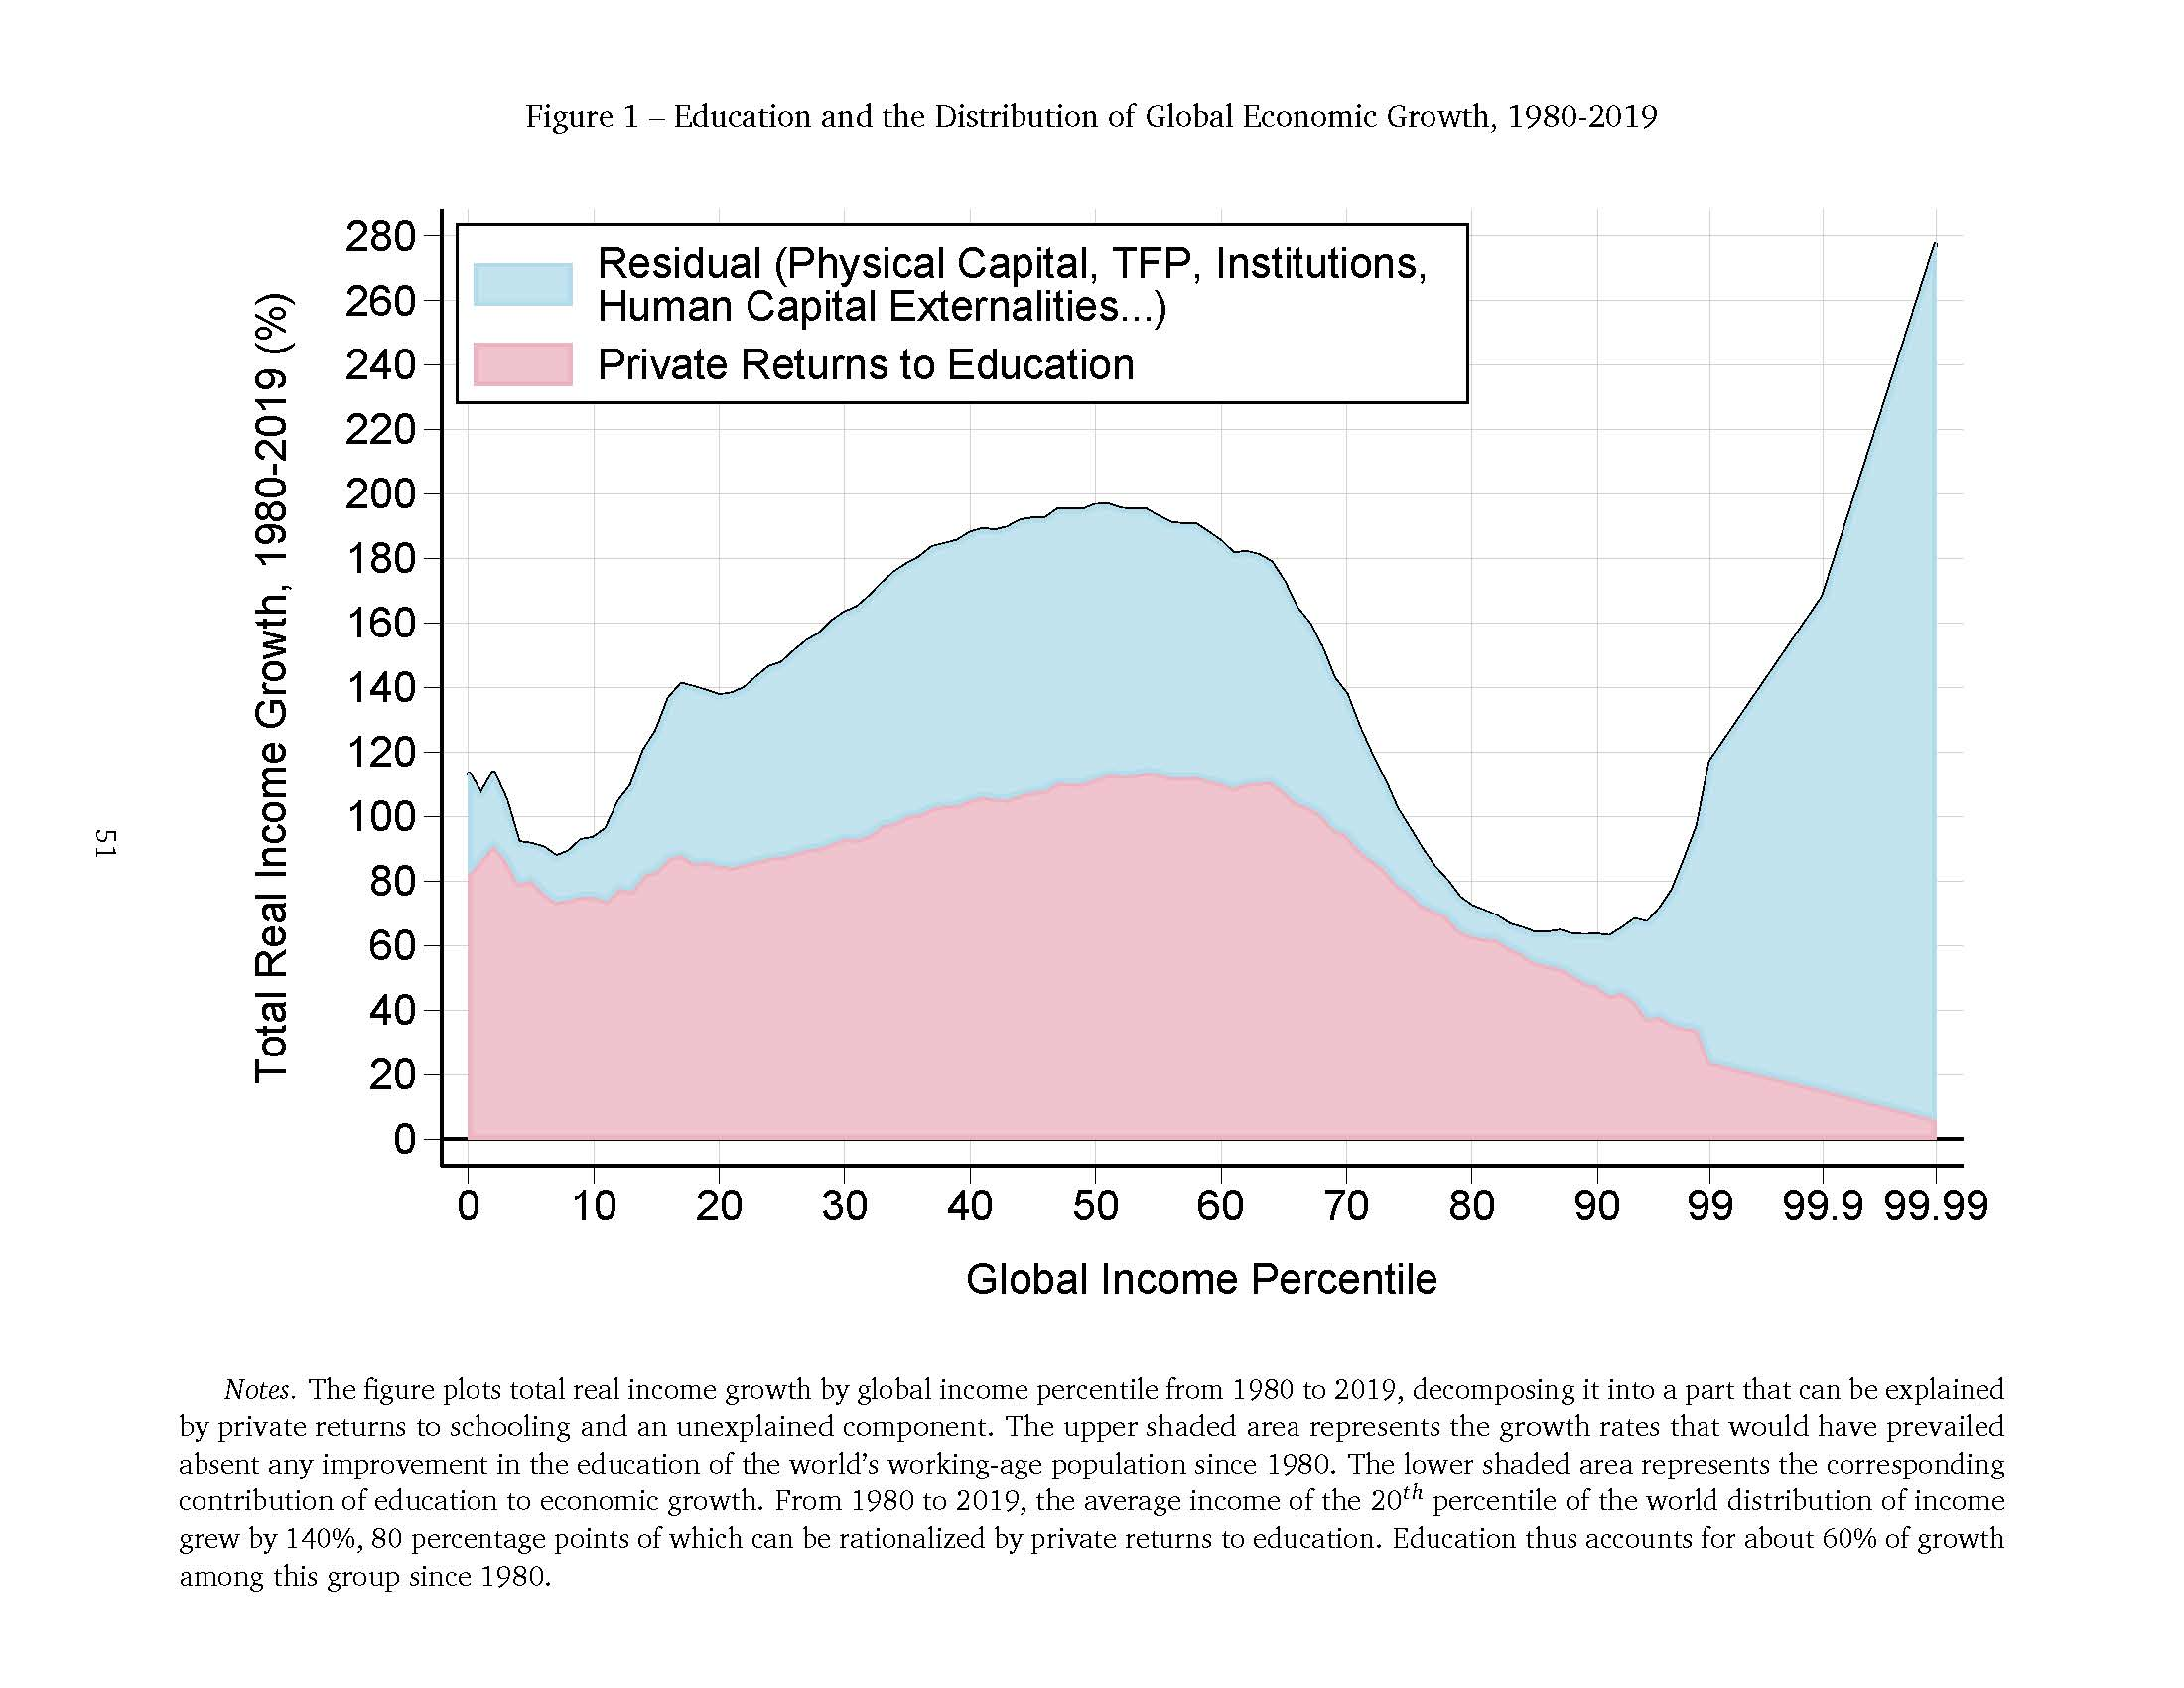 Figure 1 – Education and the Distribution of Global Economic Growth, 1980-2019
Residual (Physical Capital, TFP, Institutions,
Human Capital Externalities...)
Private Returns to Education
Total Real Income Growth, 1980-2019 (%)
280
260
240
220
200
180
160
140
120
100
80
60
40
20
0
0 10 20 30 40 50 60 70 80 90 99 99.9 99.99
Global Income Percentile
51
Notes. The figure plots total real income growth by global income percentile from 1980 to 2019, decomposing it into a part that can be explained
by private returns to schooling and an unexplained component. The upper shaded area represents the growth rates that would have prevailed
absent any improvement in the education of the world's working-age population since 1980. The lower shaded area represents the corresponding
contribution of education to economic growth. From 1980 to 2019, the average income of the 20th percentile of the world distribution of income
grew by 140%, 80 percentage points of which can be rationalized by private returns to education. Education thus accounts for about 60% of growth
among this group since 1980.